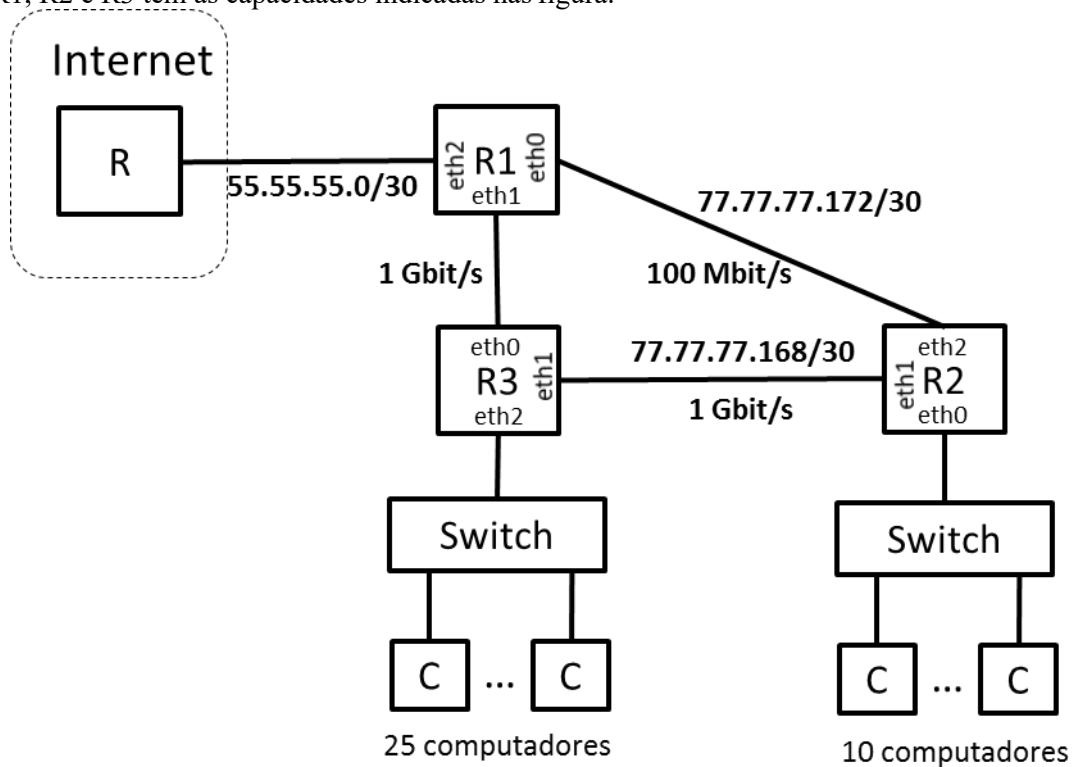 R2 e R3 têm as capacidades indicadas nas figura.
Internet
R
55.55.55.0/30
eth2
R1
eth0
eth1
77.77.77.172/30
1 Gbit/s
100 Mbit/s
eth0
R3
eth1
eth2
77.77.77.168/30
1 Gbit/s
eth2
eth1
R2
eth0
Switch
Switch
C ... C
C ... C
25 computadores
10 computadores